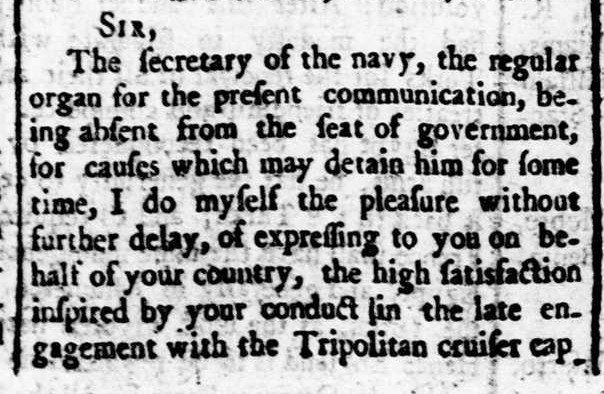 SIR,
The ſecretary of the navy, the regular
organ for the preſent communication, be-
ing abſent from the ſeat of government,
for cauſes which may detain him for ſome
time, I do myſelf the pleaſure without
further delay, of expreſſing to you on be-
half of your country, the high ſatisfaction
inſpired by your conduct in the late en-
gagement with the Tripolitan cruiſer cap-